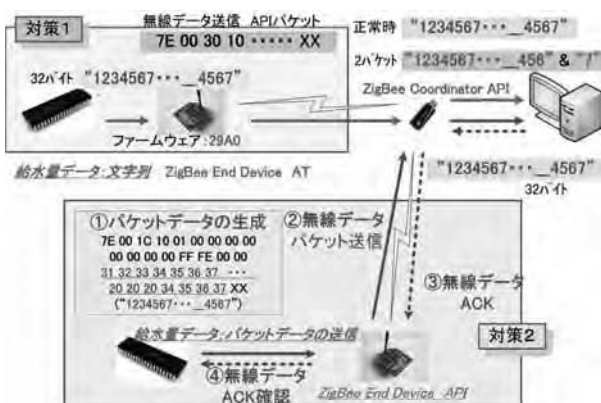 対策1
無線データ送信 APIパケット
7E 00 30 10 ・・・・・ XX
正常時 "1234567・・・__4567"
2パケット "1234567・・・__456" & "7"
32バイト "1234567・・・__4567"
ZigBee Coordinator API
ファームウェア:29A0
給水量データ:文字列 ZigBee End Device AT
"1234567・・・__4567"
32バイト
①パケットデータの生成
7E 00 1C 10 01 00 00 00 00
00 00 00 00 FF FE 00 00
31 32 33 34 35 36 37 ・・・
20 20 20 34 35 36 37 XX
("1234567・・・__4567")
②無線データ
パケット送信
③無線データ
ACK
対策2
給水量データ:パケットデータの送信
④無線データ
ACK確認
ZigBee End Device API